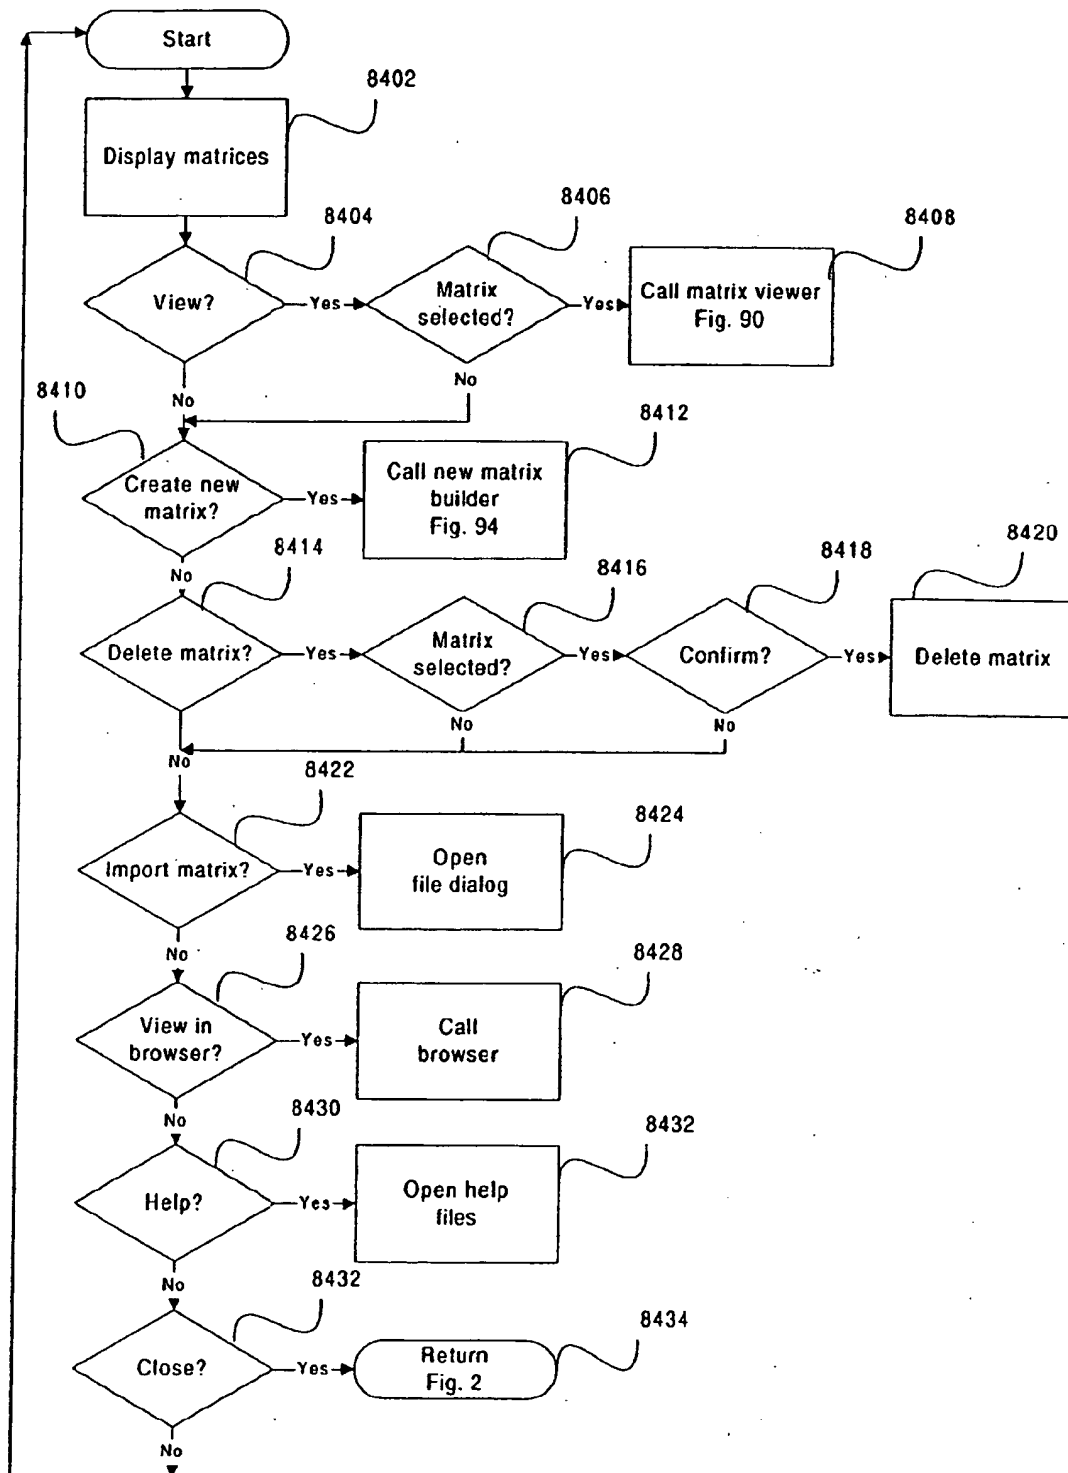 Start
8402
Display matrices
8404
8406
8408
View?
Yes
Matrix
selected?
Yes
Call matrix viewer
Fig. 90
No
No
8410
8412
Create new
matrix?
Yes
Call new matrix
builder
Fig. 94
No
8414
8416
8418
8420
Delete matrix?
Yes
Matrix
selected?
Yes
Confirm?
Yes
Delete matrix
No
No
No
8422
8424
Import matrix?
Yes
Open
file dialog
No
8426
8428
View in
browser?
Yes
Call
browser
No
8430
8432
Help?
Yes
Open help
files
No
8432
8434
Close?
Yes
Return
Fig. 2
No